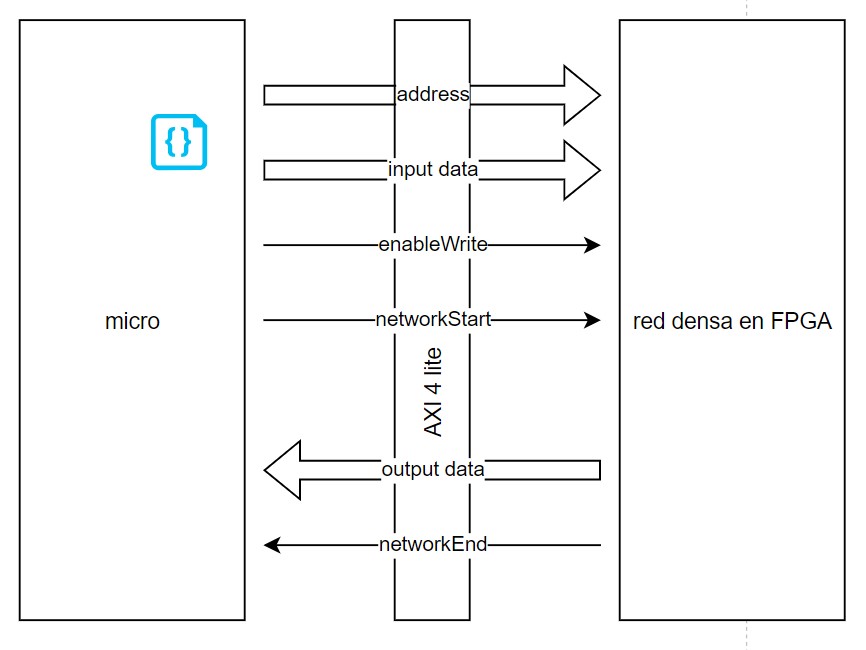 address
input data
enableWrite
networkStart
micro
red densa en FPGA
AXI 4 lite
output data
networkEnd